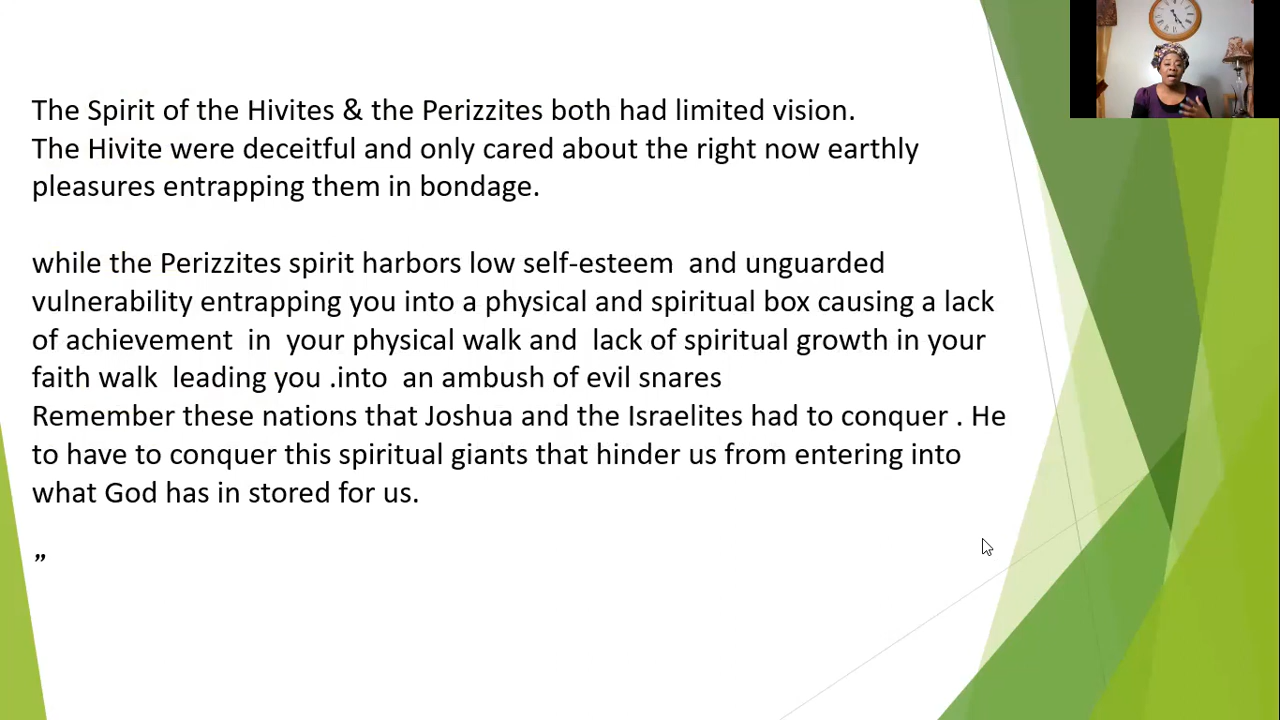 The Spirit of the Hivites & the Perizzites both had limited vision.
The Hivite were deceitful and only cared about the right now earthly
pleasures entrapping them in bondage.
while the Perizzites spirit harbors low self-esteem  and unguarded
vulnerability entrapping you into a physical and spiritual box causing a lack
of achievement  in  your physical walk and  lack of spiritual growth in your
faith walk  leading you .into  an ambush of evil snares
Remember these nations that Joshua and the Israelites had to conquer . He
to have to conquer this spiritual giants that hinder us from entering into
what God has in stored for us.
”